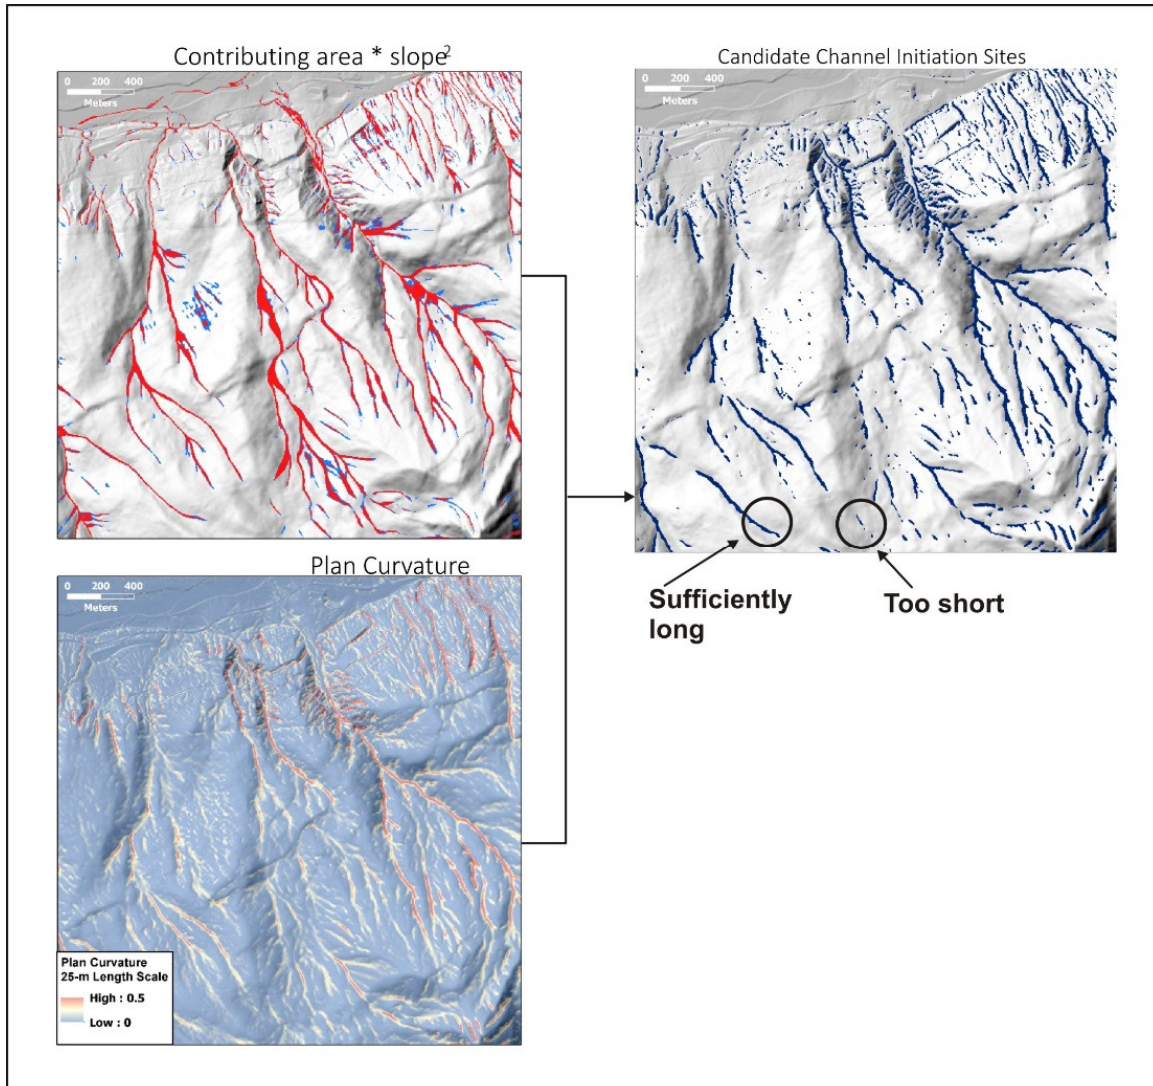 Contributing area * slope²
0 200 400
Meters
Candidate Channel Initiation Sites
0 200 400
Meters
Sufficiently
long
Too short
Plan Curvature
0 200 400
Meters
Plan Curvature
25-m Length Scale
High : 0.5
Low : 0